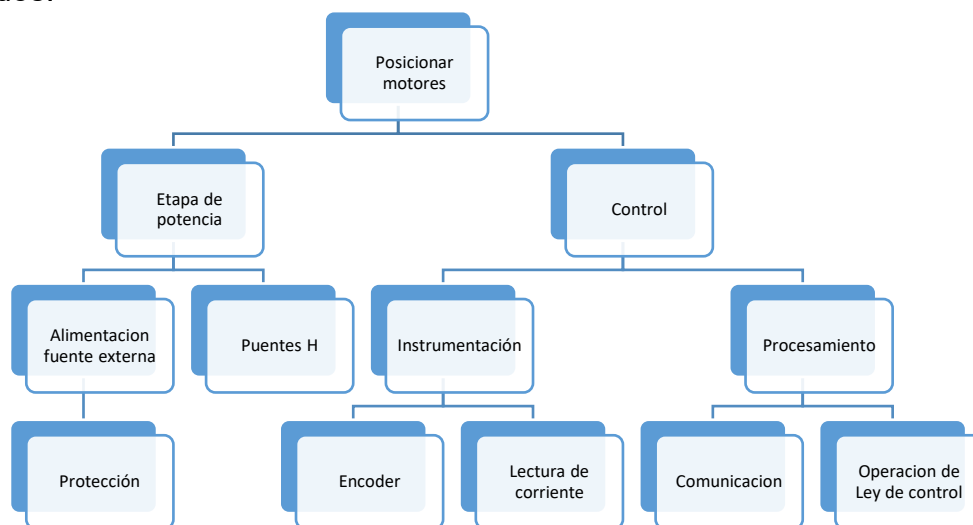 Posicionar
motores
Etapa de
potencia
Control
Alimentacion
fuente externa
Puentes H
Instrumentación
Procesamiento
Protección
Encoder
Lectura de
corriente
Comunicacion
Operacion de
Ley de control